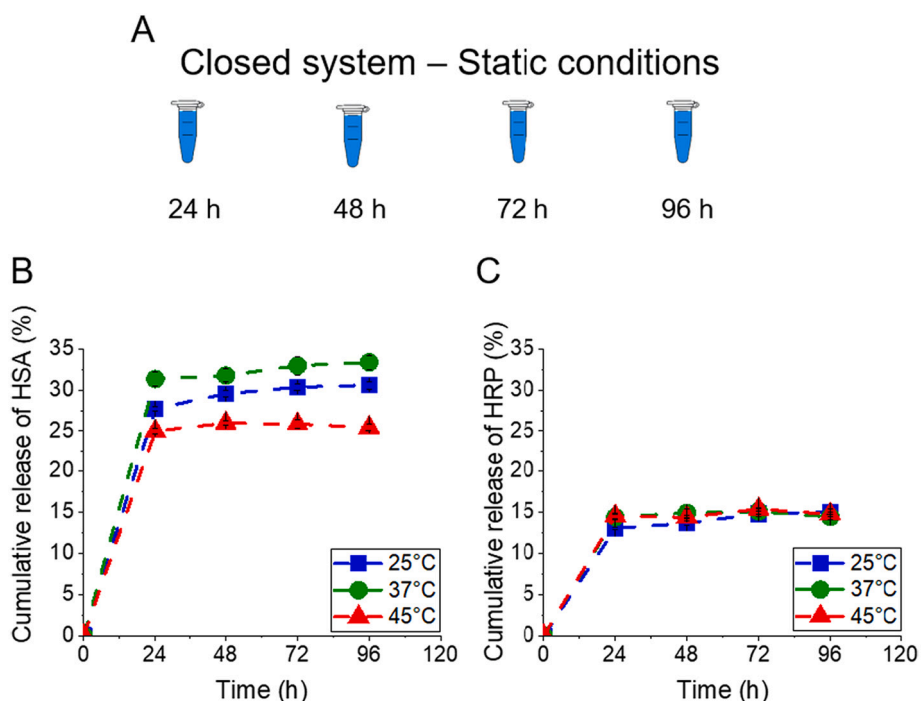 A
Closed system – Static conditions
24 h
48 h
72 h
96 h
B
Cumulative release of HSA (%)
35
30
25
20
15
10
5
0
0
24
48
72
96
120
Time (h)
25°C
37°C
45°C
C
Cumulative release of HRP (%)
35
30
25
20
15
10
5
0
0
24
48
72
96
120
Time (h)
25°C
37°C
45°C